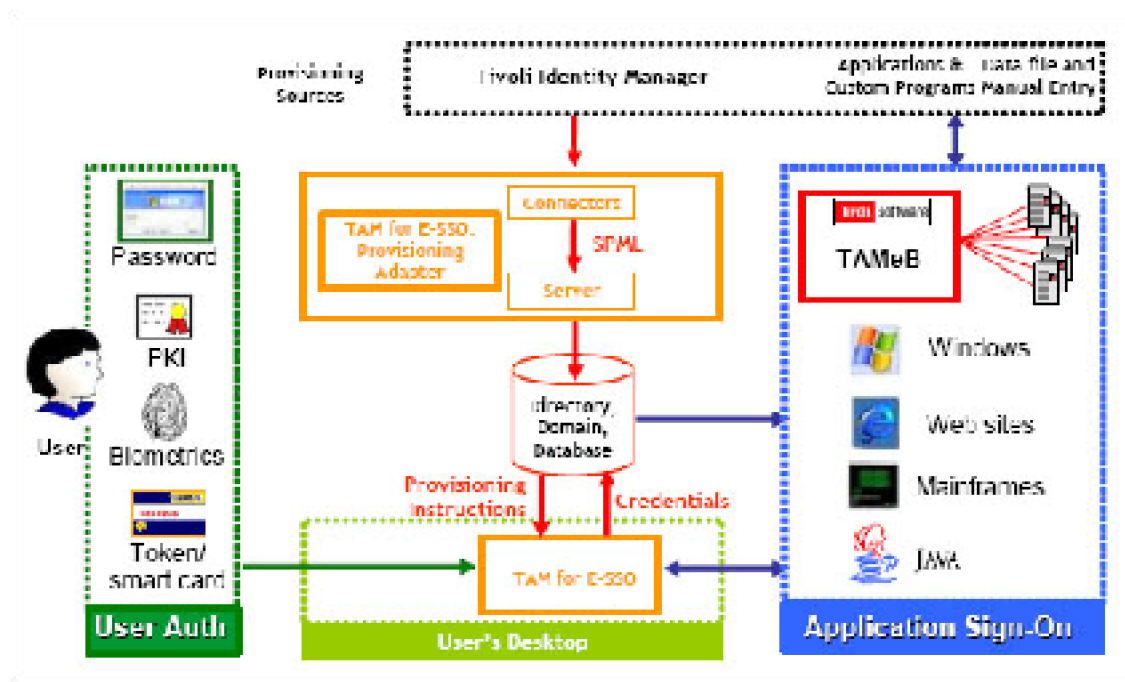 Provisioning
Sources
Tivoli Identity Manager
Applications & Data file and
Custom Programs Manual Entry
Connectors
TAM for E-SSO.
Provisioning
Adapter
SPML
Server
software
TAMeB
Password
PKI
Biometrics
Token/
smart card
User
User Auth
Directory,
Domain,
Database
Provisioning
Instructions
Credentials
TAM for E-SSO
User's Desktop
Windows
Web sites
Mainframes
JAVA
Application Sign-On